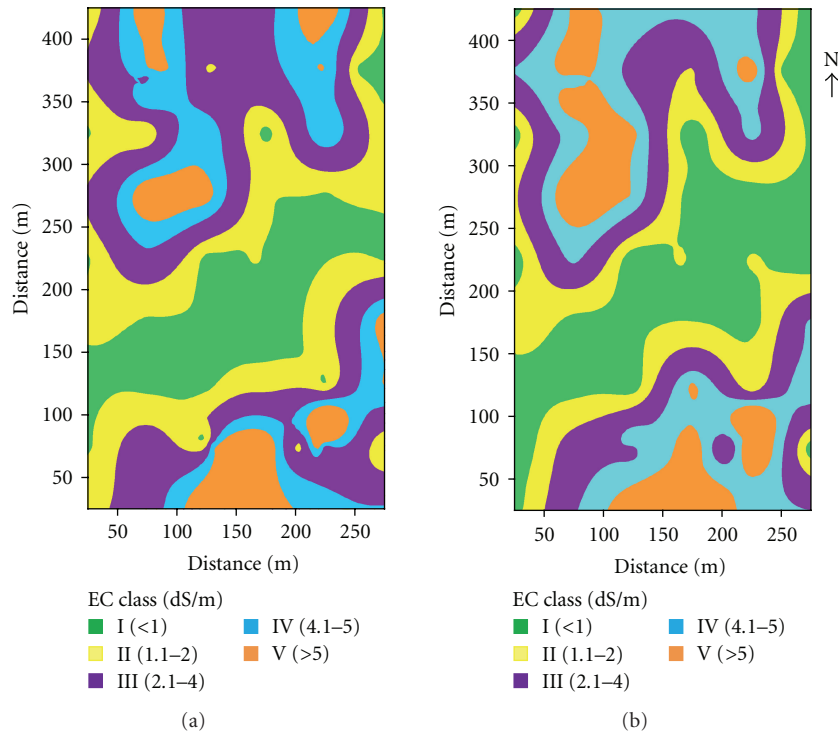 N
400
350
300
250
200
150
100
50
Distance (m)
50 100 150 200 250
Distance (m)
EC class (dS/m)
I (<1)
II (1.1–2)
III (2.1–4)
IV (4.1–5)
V (>5)
(a)
400
350
300
250
200
150
100
50
Distance (m)
50 100 150 200 250
Distance (m)
EC class (dS/m)
I (<1)
II (1.1–2)
III (2.1–4)
IV (4.1–5)
V (>5)
(b)